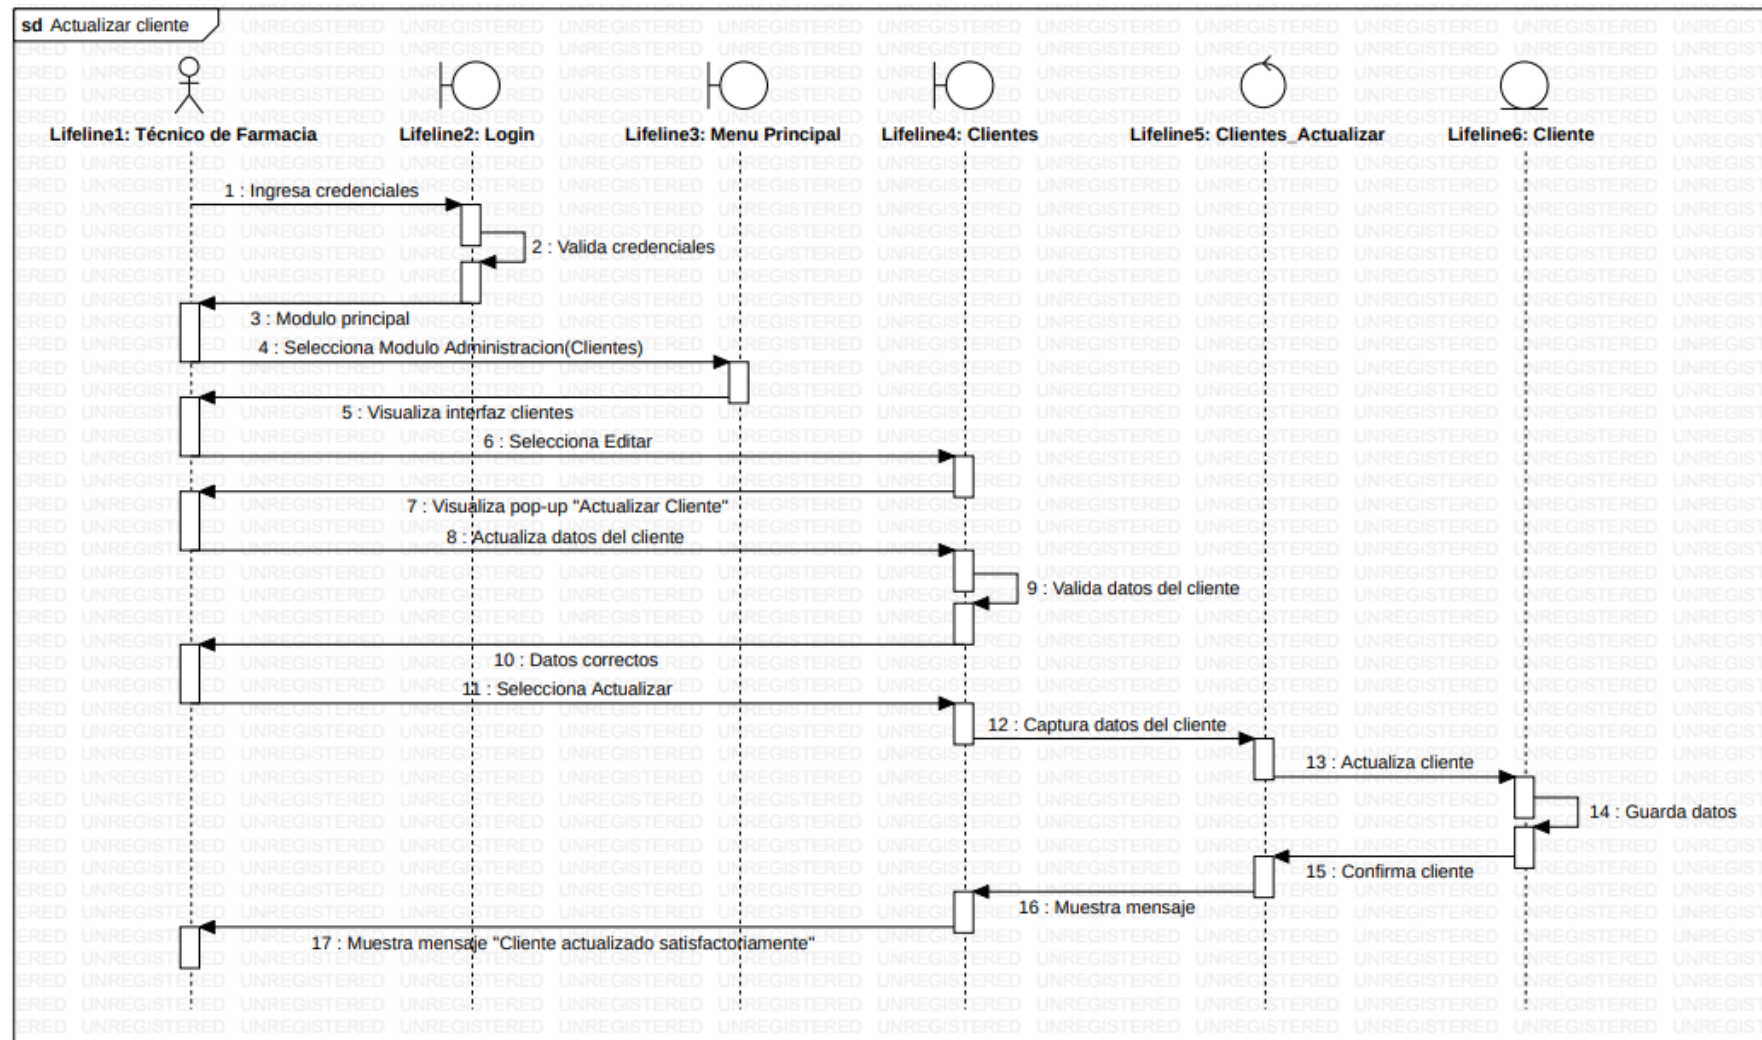 sd Actualizar cliente
Lifeline1: Técnico de Farmacia
Lifeline2: Login
Lifeline3: Menu Principal
Lifeline4: Clientes
Lifeline5: Clientes_Actualizar
Lifeline6: Cliente
1 : Ingresa credenciales
2 : Valida credenciales
3 : Modulo principal
4 : Selecciona Modulo Administracion(Clientes)
5 : Visualiza interfaz clientes
6 : Selecciona Editar
7 : Visualiza pop-up "Actualizar Cliente"
8 : Actualiza datos del cliente
9 : Valida datos del cliente
10 : Datos correctos
11 : Selecciona Actualizar
12 : Captura datos del cliente
13 : Actualiza cliente
14 : Guarda datos
15 : Confirma cliente
16 : Muestra mensaje
17 : Muestra mensaje "Cliente actualizado satisfactoriamente"
UNREGISTERED